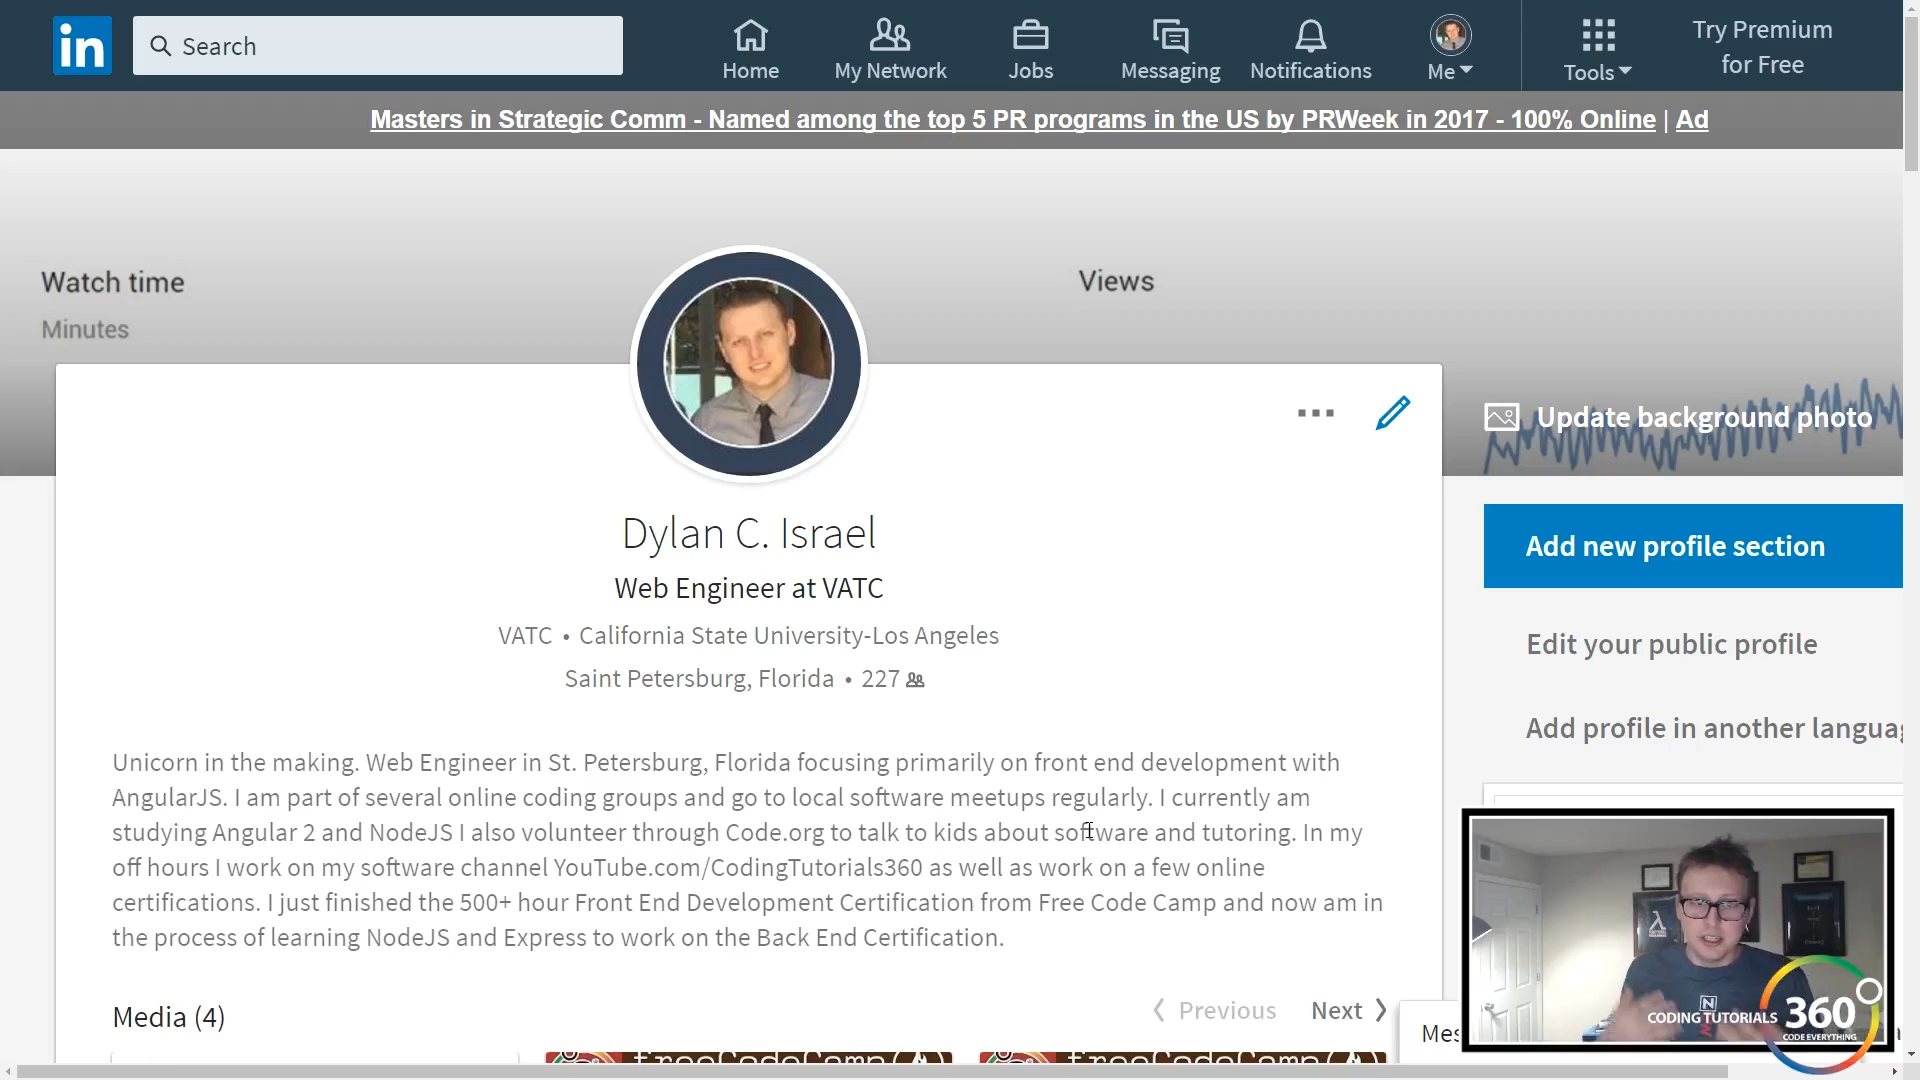 in
Search
Home
My Network
Jobs
Messaging
Notifications
Me
Tools
Try Premium
for Free
Masters in Strategic Comm - Named among the top 5 PR programs in the US by PRWeek in 2017 - 100% Online | Ad
Watch time
Minutes
Views
Update background photo
Dylan C. Israel
Web Engineer at VATC
VATC • California State University-Los Angeles
Saint Petersburg, Florida • 227
Add new profile section
Edit your public profile
Add profile in another langua
Unicorn in the making. Web Engineer in St. Petersburg, Florida focusing primarily on front end development with
AngularJS. I am part of several online coding groups and go to local software meetups regularly. I currently am
studying Angular 2 and NodeJS I also volunteer through Code.org to talk to kids about software and tutoring. In my
off hours I work on my software channel YouTube.com/CodingTutorials360 as well as work on a few online
certifications. I just finished the 500+ hour Front End Development Certification from Free Code Camp and now am in
the process of learning NodeJS and Express to work on the Back End Certification.
Media (4)
Previous
Next
Mes
freeCodeCamp(
freeCodeCamp(
CODING TUTORIALS 360
CODE EVERYTHING